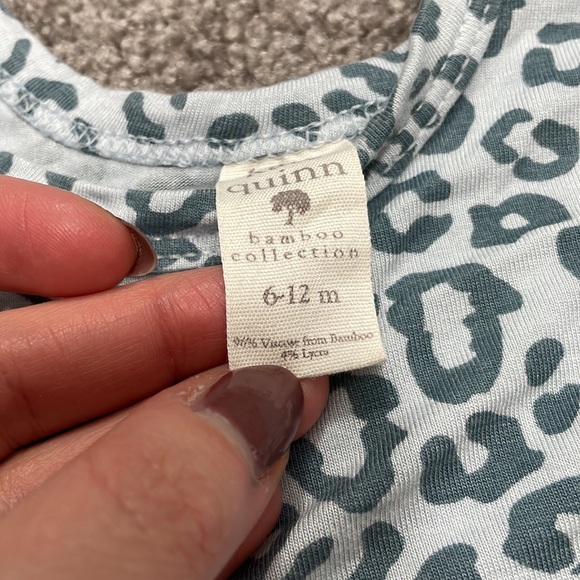 quinn
bamboo
collection
6-12 m
96% Viscose from Bamboo
4% Lycra